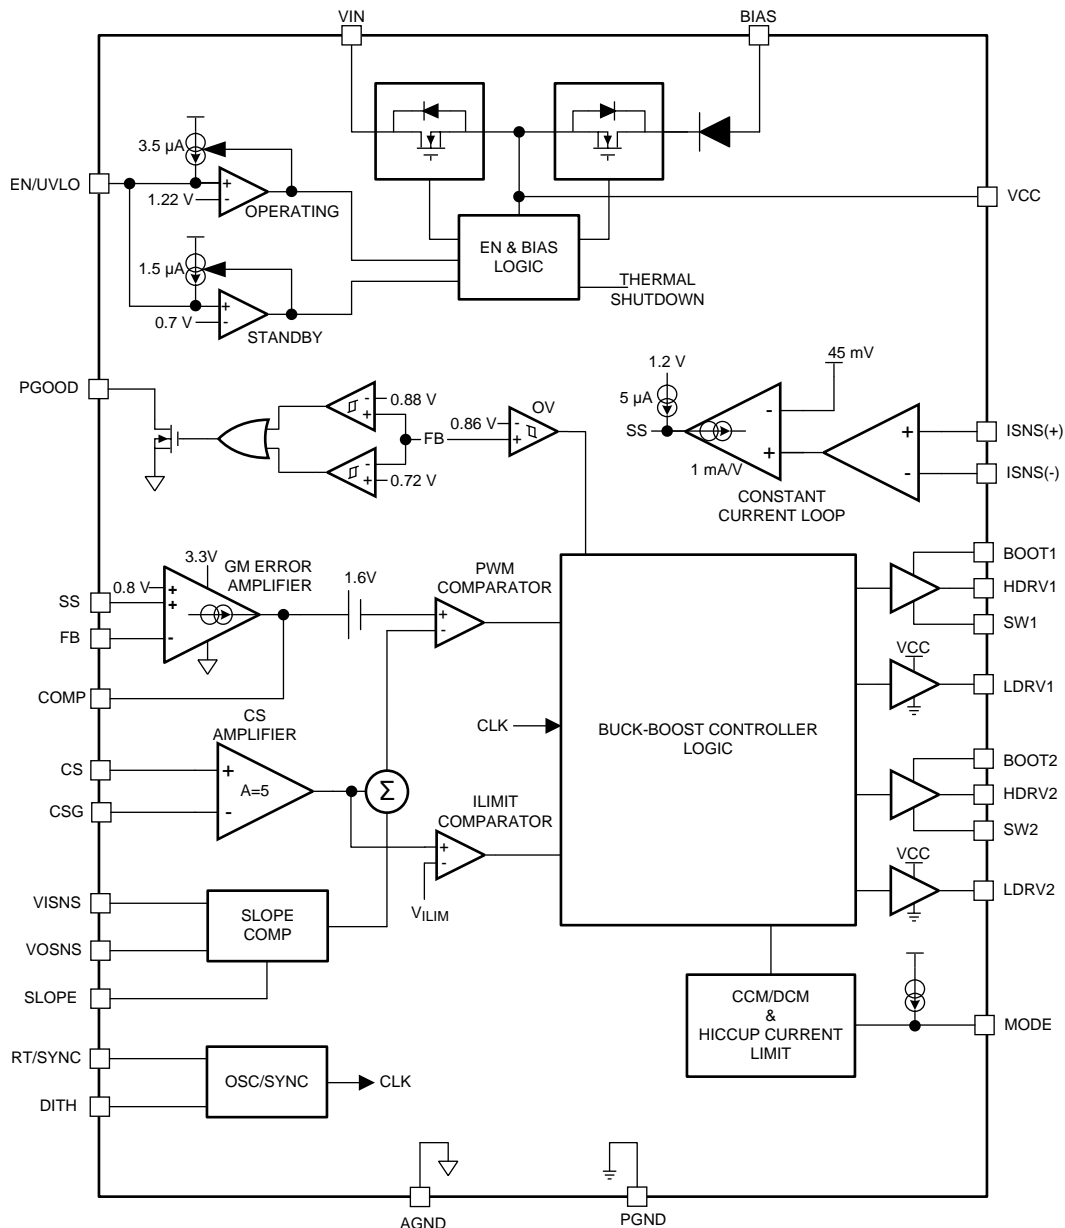 VIN
BIAS
3.5 µA
EN/UVLO
+
-
1.22 V
OPERATING
VCC
EN & BIAS
LOGIC
1.5 µA
+
-
0.7 V
STANDBY
THERMAL
SHUTDOWN
PGOOD
-
+
0.88 V
FB
-
+
0.72 V
0.86 V
-
+
OV
1.2 V
5 µA
SS
45 mV
-
+
1 mA/V
CONSTANT
CURRENT LOOP
+
-
ISNS(+)
ISNS(-)
3.3V
GM ERROR
AMPLIFIER
0.8 V
+
+
-
SS
FB
COMP
1.6V
PWM
COMPARATOR
+
-
BOOT1
HDRV1
SW1
VCC
LDRV1
CLK
BUCK-BOOST CONTROLLER
LOGIC
CS
AMPLIFIER
CS
CSG
+
-
A=5
Σ
ILIMIT
COMPARATOR
+
-
VILIM
BOOT2
HDRV2
SW2
VCC
LDRV2
VISNS
VOSNS
SLOPE
SLOPE
COMP
CCM/DCM
&
HICCUP CURRENT
LIMIT
MODE
RT/SYNC
DITH
OSC/SYNC
CLK
AGND
PGND